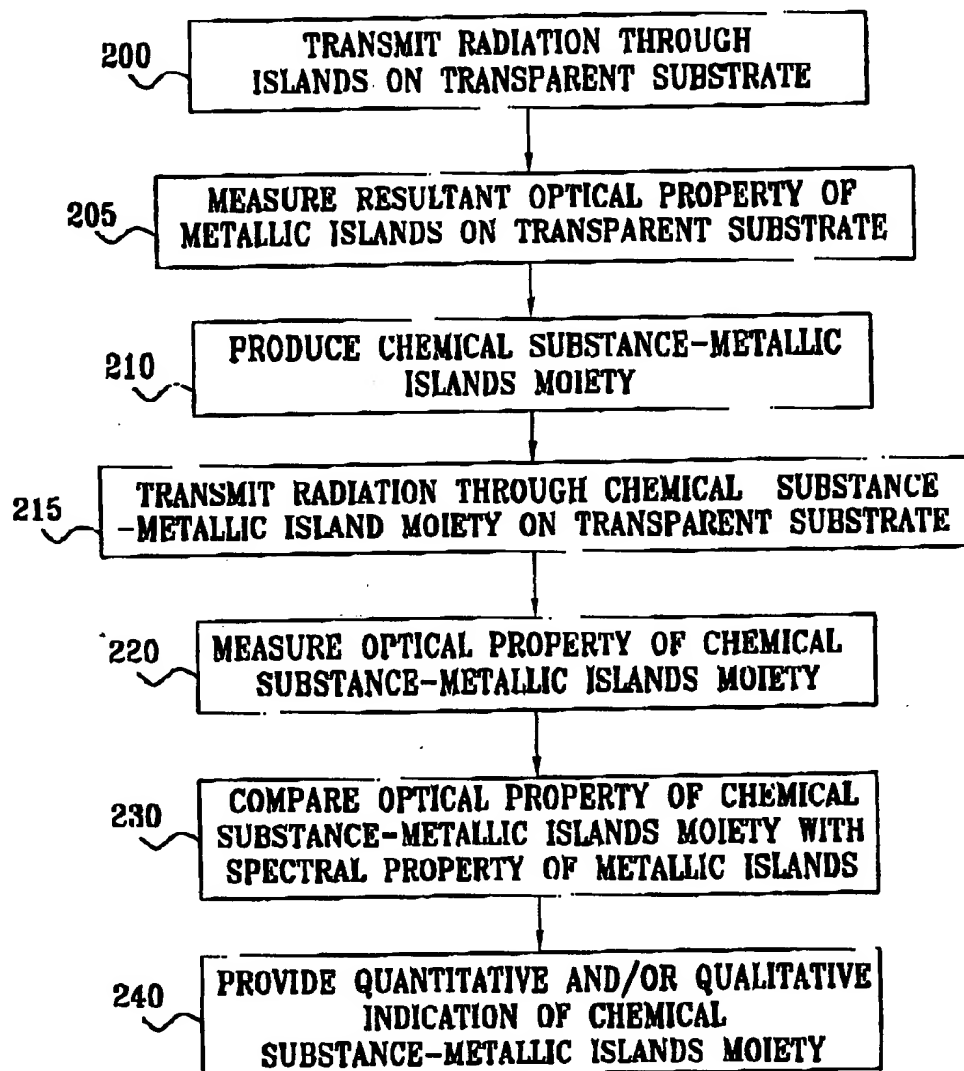 200
TRANSMIT RADIATION THROUGH
ISLANDS ON TRANSPARENT SUBSTRATE
205
MEASURE RESULTANT OPTICAL PROPERTY OF
METALLIC ISLANDS ON TRANSPARENT SUBSTRATE
210
PRODUCE CHEMICAL SUBSTANCE-METALLIC
ISLANDS MOIETY
215
TRANSMIT RADIATION THROUGH CHEMICAL SUBSTANCE
-METALLIC ISLAND MOIETY ON TRANSPARENT SUBSTRATE
220
MEASURE OPTICAL PROPERTY OF CHEMICAL
SUBSTANCE-METALLIC ISLANDS MOIETY
230
COMPARE OPTICAL PROPERTY OF CHEMICAL
SUBSTANCE-METALLIC ISLANDS MOIETY WITH
SPECTRAL PROPERTY OF METALLIC ISLANDS
240
PROVIDE QUANTITATIVE AND/OR QUALITATIVE
INDICATION OF CHEMICAL
SUBSTANCE-METALLIC ISLANDS MOIETY